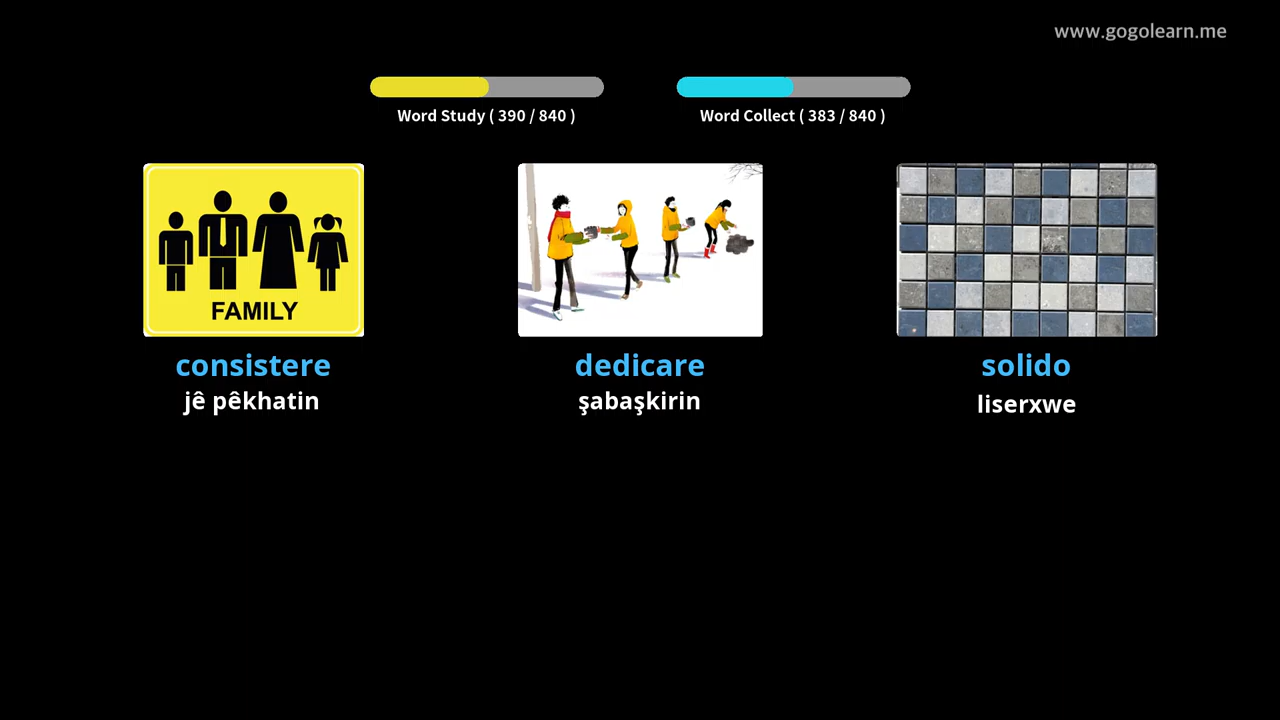 www.gogolearn.me
Word Study ( 390 / 840 )
Word Collect ( 383 / 840 )
FAMILY
consistere
jê pêkhatin
dedicare
şabaşkirin
solido
liserxwe